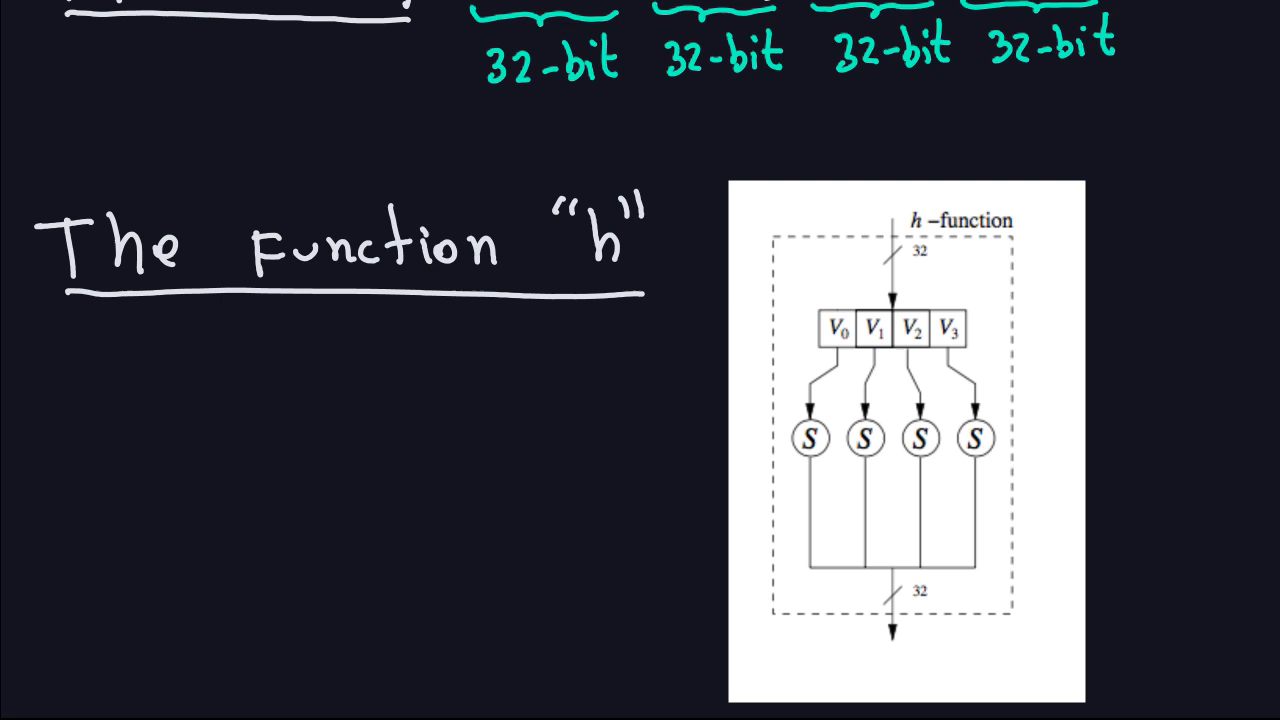 32-bit 32-bit 32-bit 32-bit
The Function "h"
h –function
32
V0 V1 V2 V3
S S S S
32